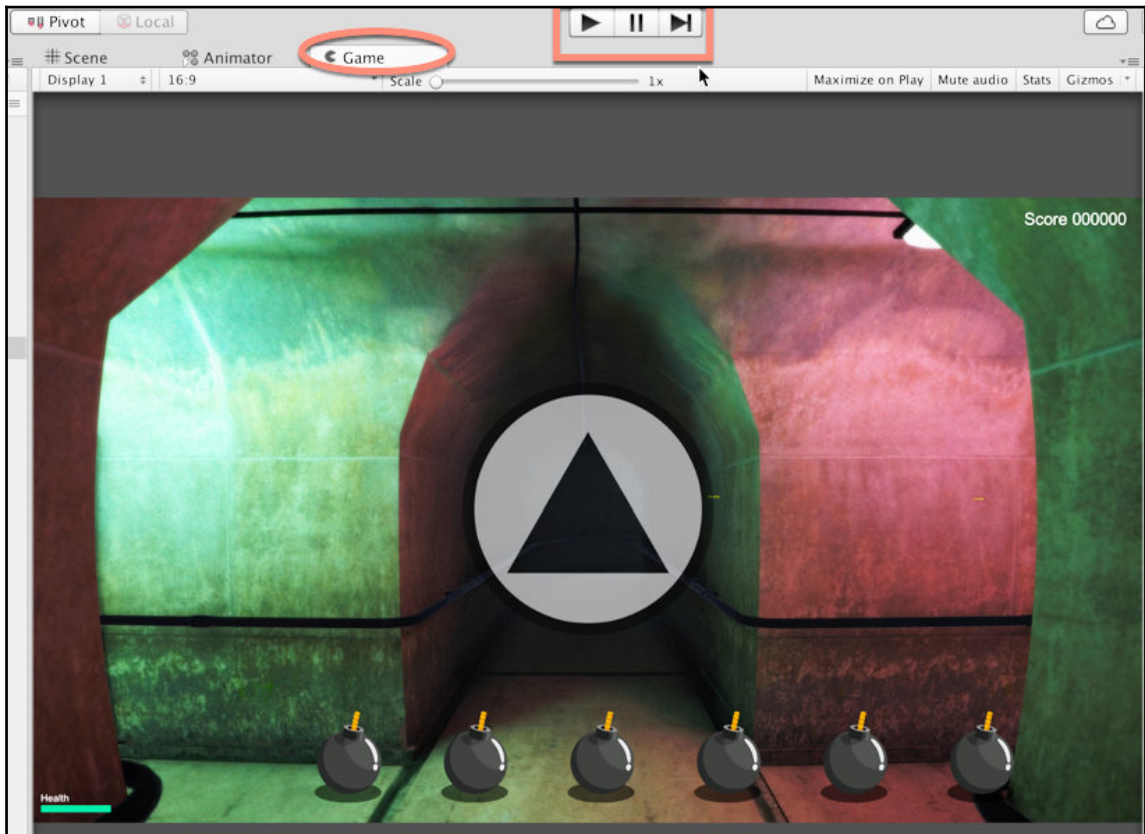 Pivot Local
Scene Animator Game
Display 1 16:9 Scale 1x Maximize on Play Mute audio Stats Gizmos
Score 000000
Health